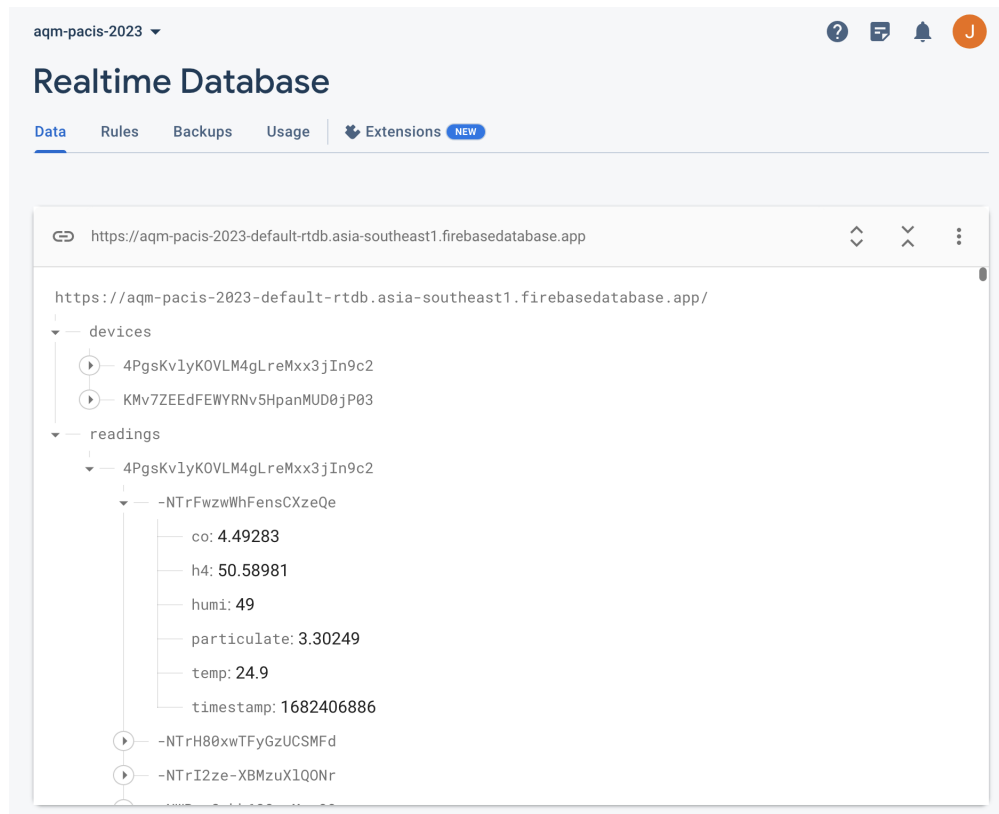 aqm-pacis-2023
J
Realtime Database
Data Rules Backups Usage Extensions NEW
https://aqm-pacis-2023-default-rtdb.asia-southeast1.firebasedatabase.app
https://aqm-pacis-2023-default-rtdb.asia-southeast1.firebasedatabase.app/
devices
4PgsKvlyKOVLM4gLreMxx3jIn9c2
KMv7ZEEdFEWYRNv5HpanMUD0jP03
readings
4PgsKvlyKOVLM4gLreMxx3jIn9c2
-NTrFwzwWhFensCXzeQe
co: 4.49283
h4: 50.58981
humi: 49
particulate: 3.30249
temp: 24.9
timestamp: 1682406886
-NTrH80xwTFyGzUCSMFd
-NTrI2ze-XBMzuXlQONr